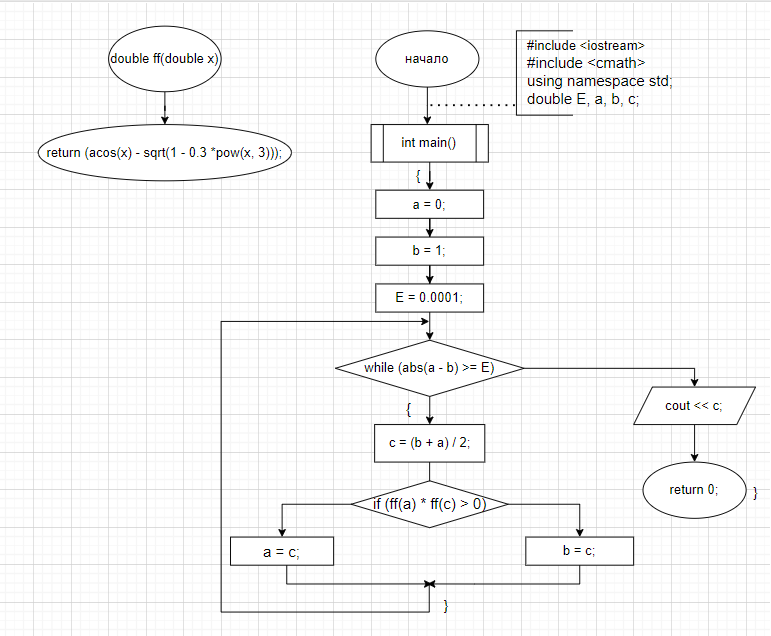 double ff(double x)
return (acos(x) - sqrt(1 - 0.3 *pow(x, 3)));
начало
#include <iostream>
#include <cmath>
using namespace std;
double E, a, b, c;
int main()
{
a = 0;
b = 1;
E = 0.0001;
while (abs(a - b) >= E)
{
c = (b + a) / 2;
if (ff(a) * ff(c) > 0)
a = c;
b = c;
}
cout << c;
return 0;
}